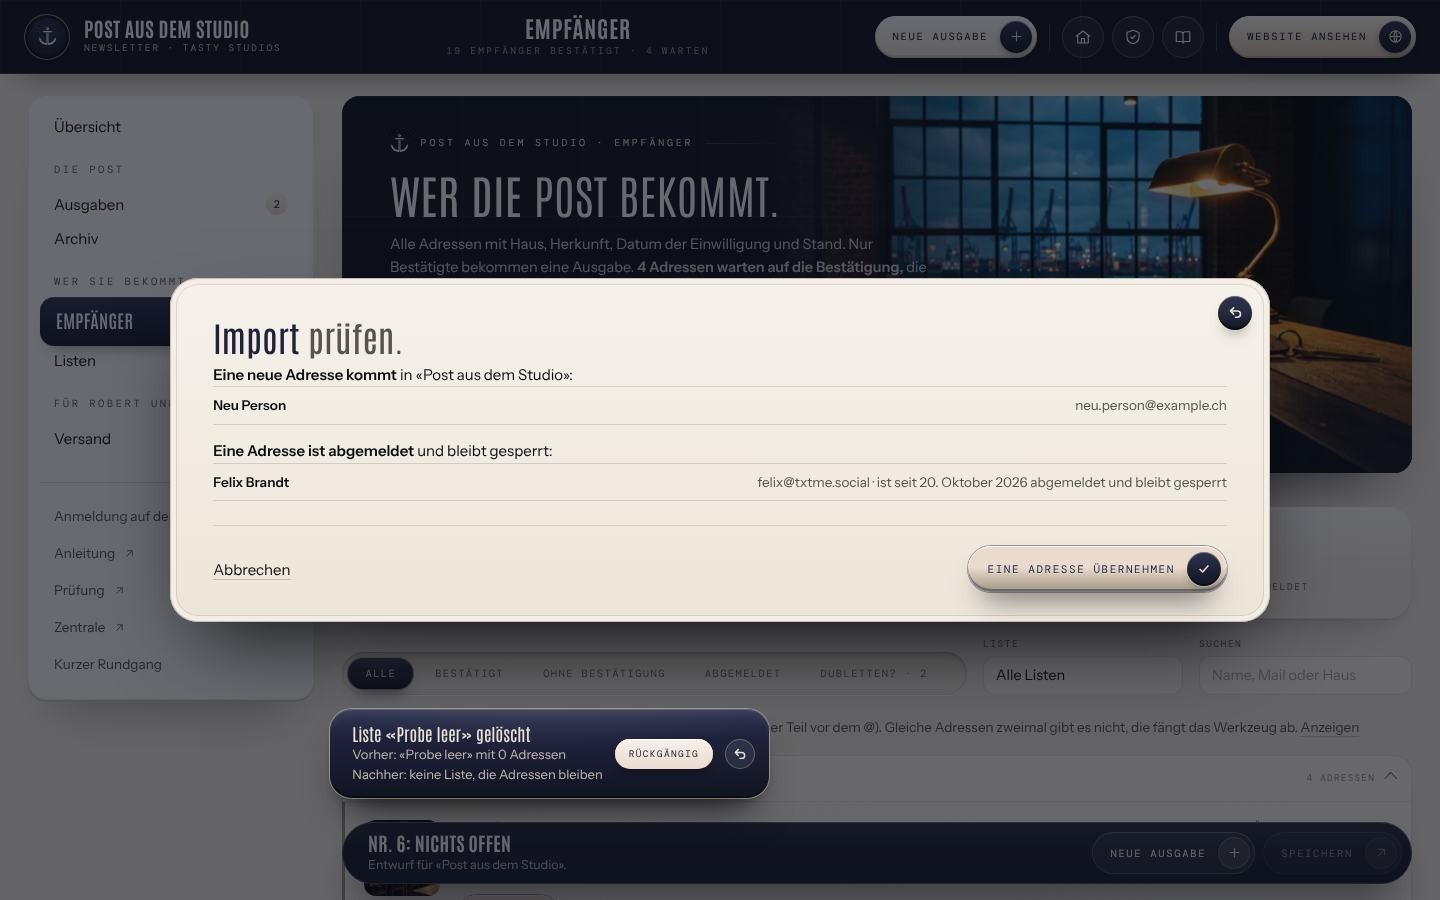 POST AUS DEM STUDIO
NEWSLETTER · TASTY STUDIOS
EMPFÄNGER
19 EMPFÄNGER BESTÄTIGT · 4 WARTEN
NEUE AUSGABE
WEBSITE ANSEHEN
Übersicht
DIE POST
Ausgaben
2
Archiv
WER SIE BEKOMMT
EMPFÄNGER
Listen
FÜR ROBERT UN
Versand
Anmeldung auf de
Anleitung
Prüfung
Zentrale
Kurzer Rundgang
POST AUS DEM STUDIO · EMPFÄNGER
WER DIE POST BEKOMMT.
Alle Adressen mit Haus, Herkunft, Datum der Einwilligung und Stand. Nur
Bestätigte bekommen eine Ausgabe. 4 Adressen warten auf die Bestätigung, die
Import prüfen.
Eine neue Adresse kommt in «Post aus dem Studio»:
Neu Person
neu.person@example.ch
Eine Adresse ist abgemeldet und bleibt gesperrt:
Felix Brandt
felix@txtme.social · ist seit 20. Oktober 2026 abgemeldet und bleibt gesperrt
Abbrechen
EINE ADRESSE ÜBERNEHMEN
ELDET
LISTE
SUCHEN
ALLE
BESTÄTIGT
OHNE BESTÄTIGUNG
ABGEMELDET
DUBLETTEN? · 2
Alle Listen
Name, Mail oder Haus
er Teil vor dem @). Gleiche Adressen zweimal gibt es nicht, die fängt das Werkzeug ab. Anzeigen
Liste «Probe leer» gelöscht
Vorher: «Probe leer» mit 0 Adressen
Nachher: keine Liste, die Adressen bleiben
RÜCKGÄNGIG
4 ADRESSEN
NR. 6: NICHTS OFFEN
Entwurf für «Post aus dem Studio».
NEUE AUSGABE
SPEICHERN